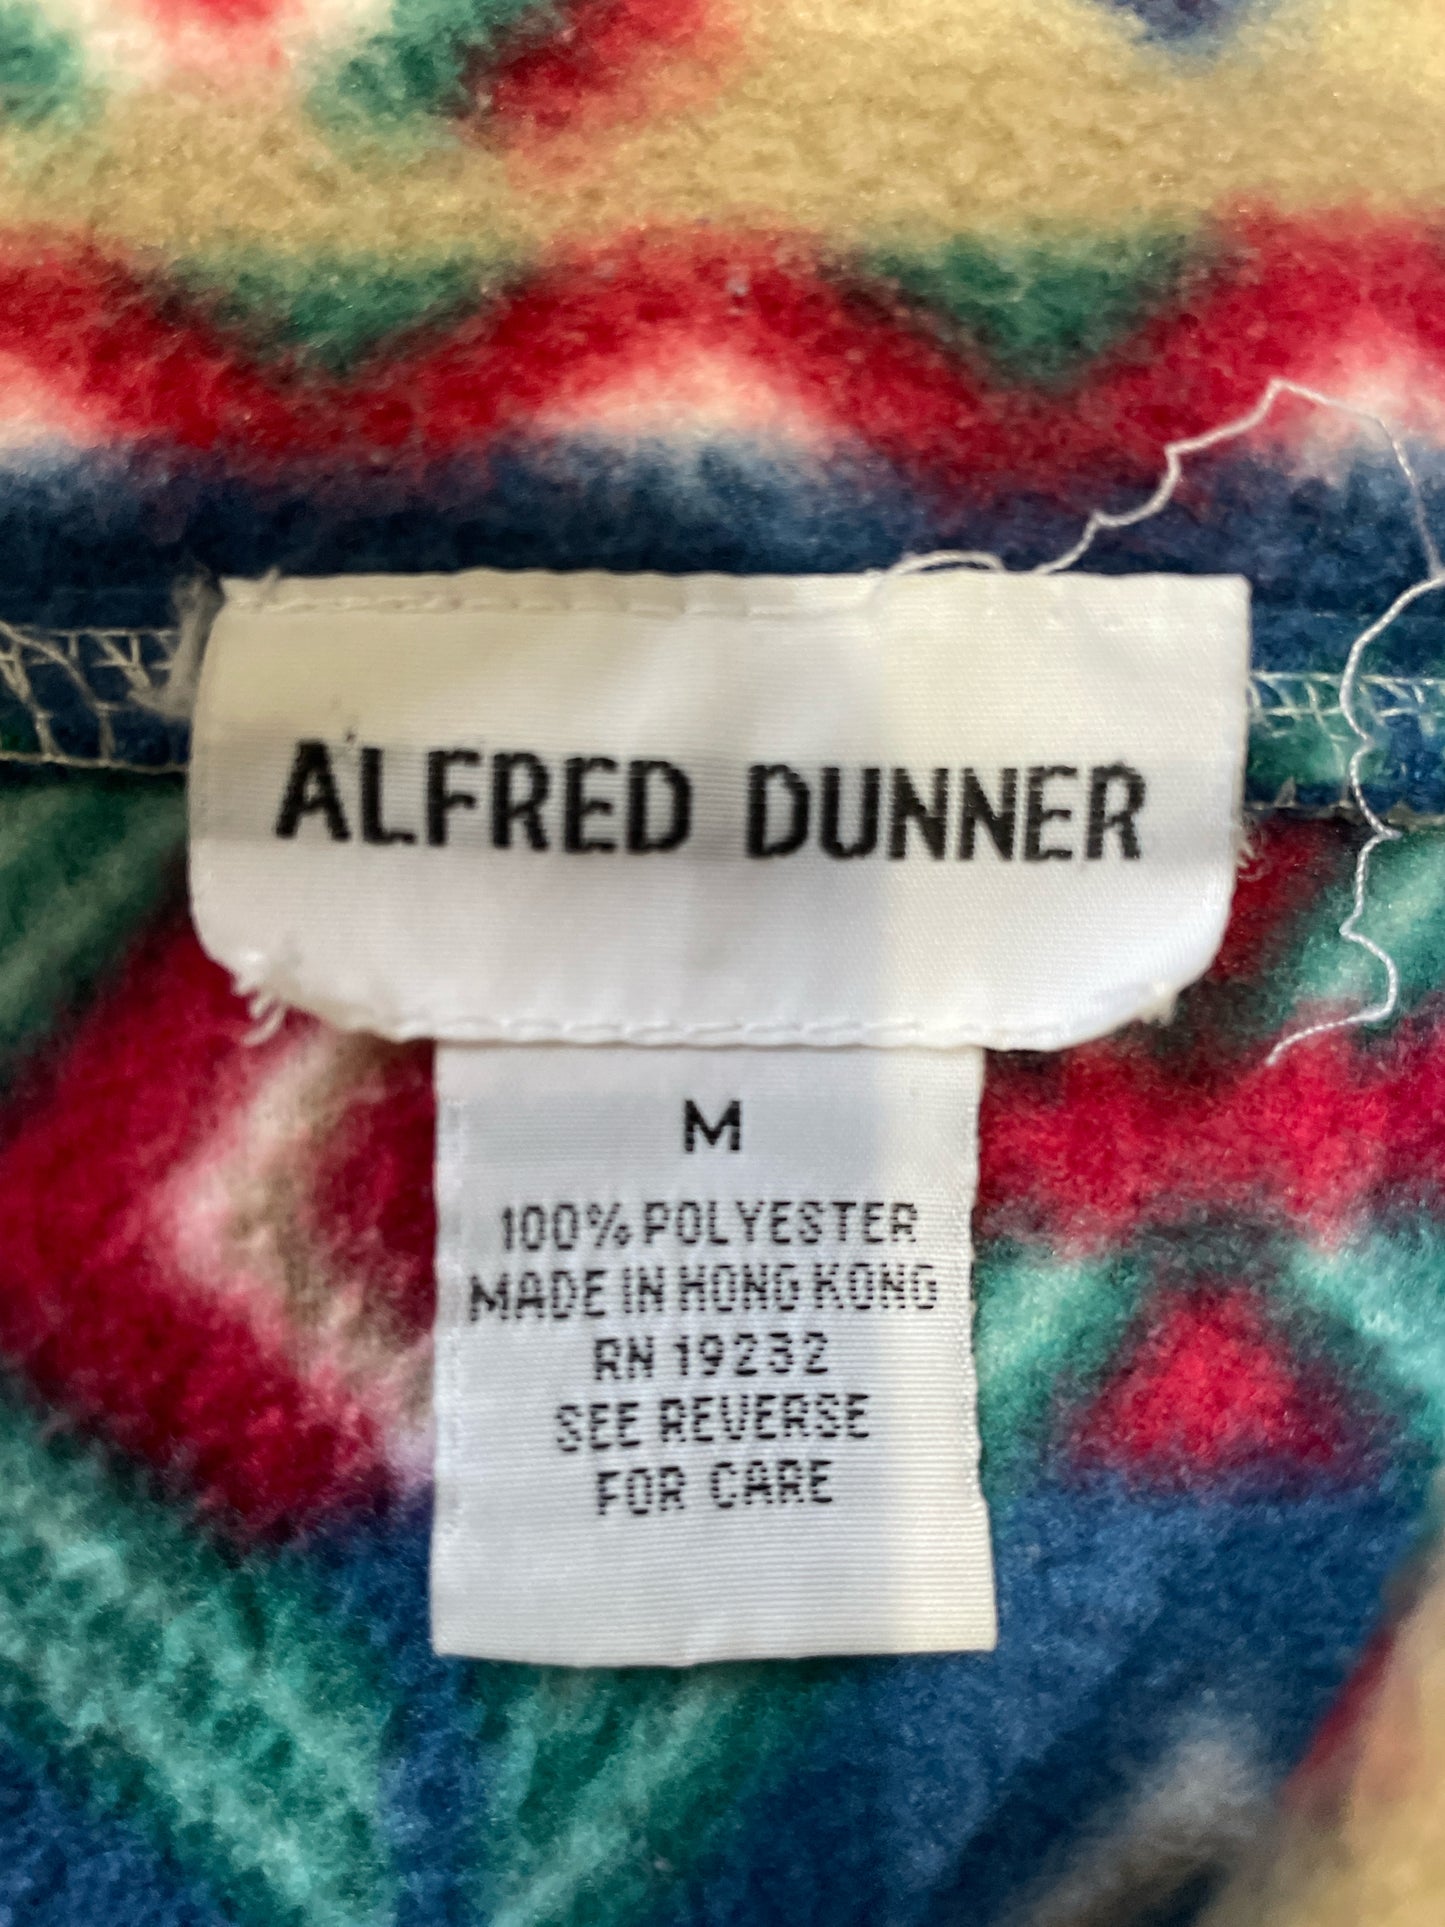 ALFRED DUNNER
M
100% POLYESTER
MADE IN HONG KONG
RN 19232
SEE REVERSE
FOR CARE